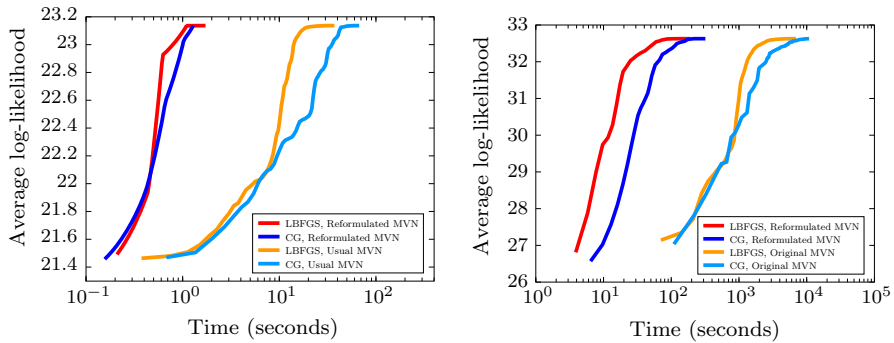 Average log-likelihood
23.2
23
22.8
22.6
22.4
22.2
22
21.8
21.6
21.4
10^-1
10^0
10^1
10^2
Time (seconds)
LBFGS, Reformulated MVN
CG, Reformulated MVN
LBFGS, Usual MVN
CG, Usual MVN
Average log-likelihood
33
32
31
30
29
28
27
26
10^0
10^1
10^2
10^3
10^4
10^5
Time (seconds)
LBFGS, Reformulated MVN
CG, Reformulated MVN
LBFGS, Original MVN
CG, Original MVN